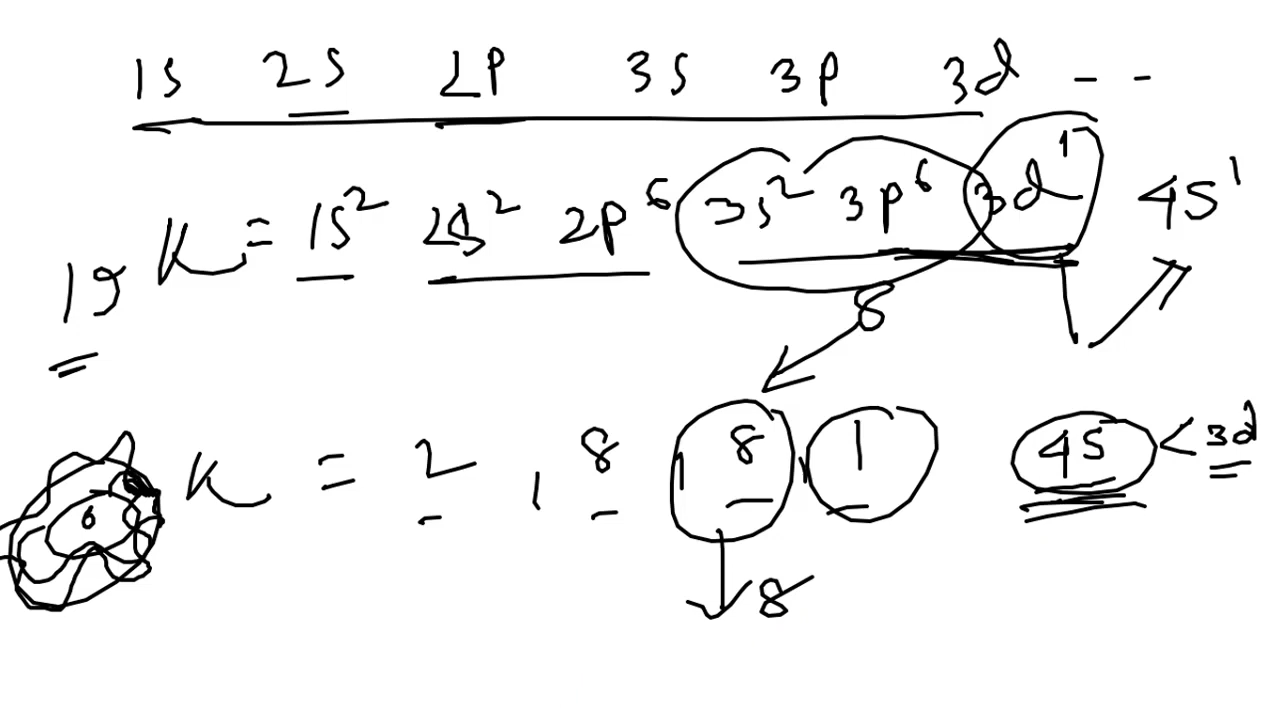 1s 2s 2p 3s 3p 3d - -
19 K = 1s² 2s² 2p⁶ 3s² 3p⁶ 3d¹ 4s¹
8
K = 2 , 8 , 8 , 1 4s < 3d
8